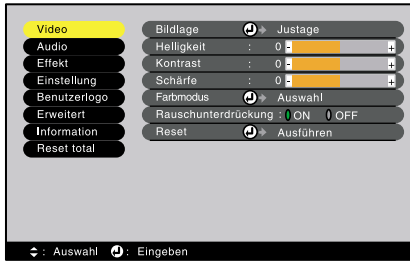 Video
Audio
Effekt
Einstellung
Benutzerlogo
Erweitert
Information
Reset total
Bildlage Justage
Helligkeit : 0 - +
Kontrast : 0 - +
Schärfe : 0 - +
Farbmodus Auswahl
Rauschunterdrückung : ON OFF
Reset Ausführen
: Auswahl : Eingeben